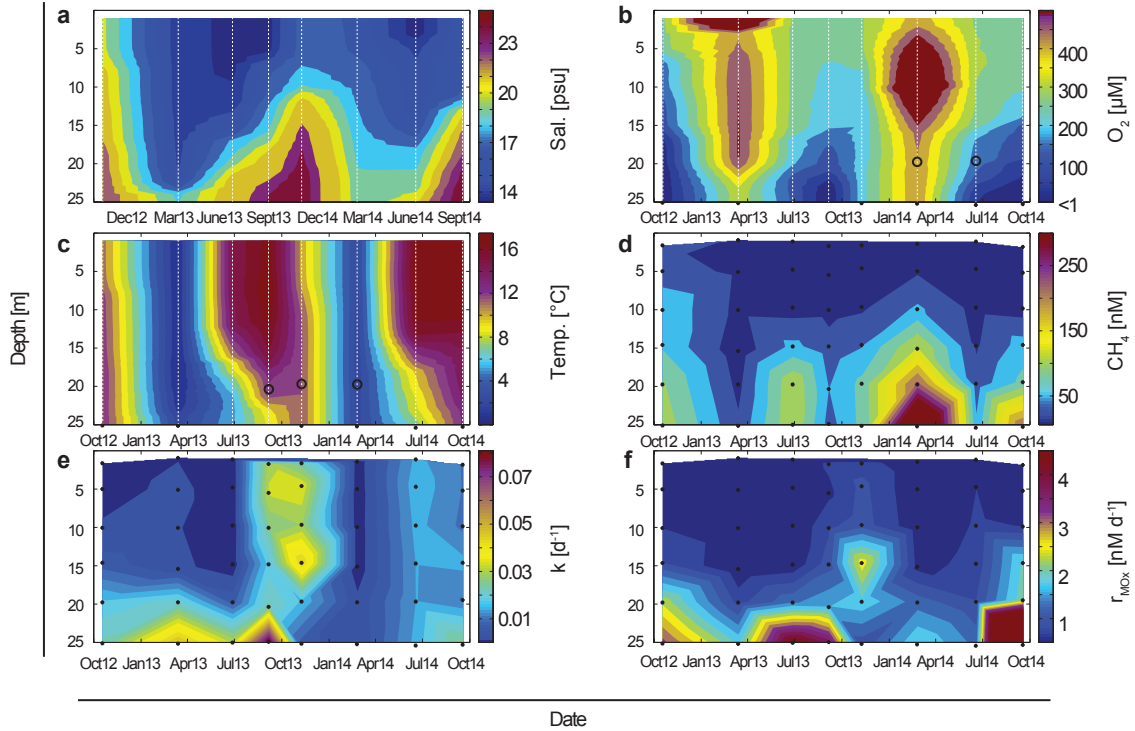 a
5
10
15
20
25
Dec12 Mar13 June13 Sept13 Dec14 Mar14 June14 Sept14
23
21
20
19
17
15
14
Sal. [psu]
b
5
10
15
20
25
Oct12 Jan13 Apr13 Jul13 Oct13 Jan14 Apr14 Jul14 Oct14
400
300
200
100
<1
O₂ [µM]
c
5
10
15
20
25
Oct12 Jan13 Apr13 Jul13 Oct13 Jan14 Apr14 Jul14 Oct14
16
12
8
4
Temp. [°C]
d
5
10
15
20
25
Oct12 Jan13 Apr13 Jul13 Oct13 Jan14 Apr14 Jul14 Oct14
250
150
50
CH₄ [nM]
e
5
10
15
20
25
Oct12 Jan13 Apr13 Jul13 Oct13 Jan14 Apr14 Jul14 Oct14
0.07
0.05
0.03
0.01
k [d⁻¹]
f
5
10
15
20
25
Oct12 Jan13 Apr13 Jul13 Oct13 Jan14 Apr14 Jul14 Oct14
4
3
2
1
r_MOx [nM d⁻¹]
Depth [m]
Date